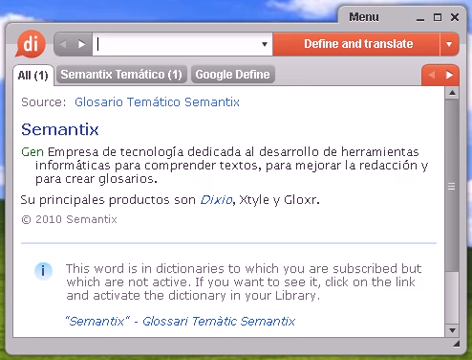 Menu
di
Define and translate
All (1)
Semantix Temático (1)
Google Define
Source: Glosario Temático Semantix
Semantix
Gen Empresa de tecnología dedicada al desarrollo de herramientas
informáticas para comprender textos, para mejorar la redacción y
para crear glosarios.
Su principales productos son Dixio, Xtyle y Gloxr.
© 2010 Semantix
i
This word is in dictionaries to which you are subscribed but
which are not active. If you want to see it, click on the link
and activate the dictionary in your Library.
"Semantix" - Glossari Temàtic Semantix